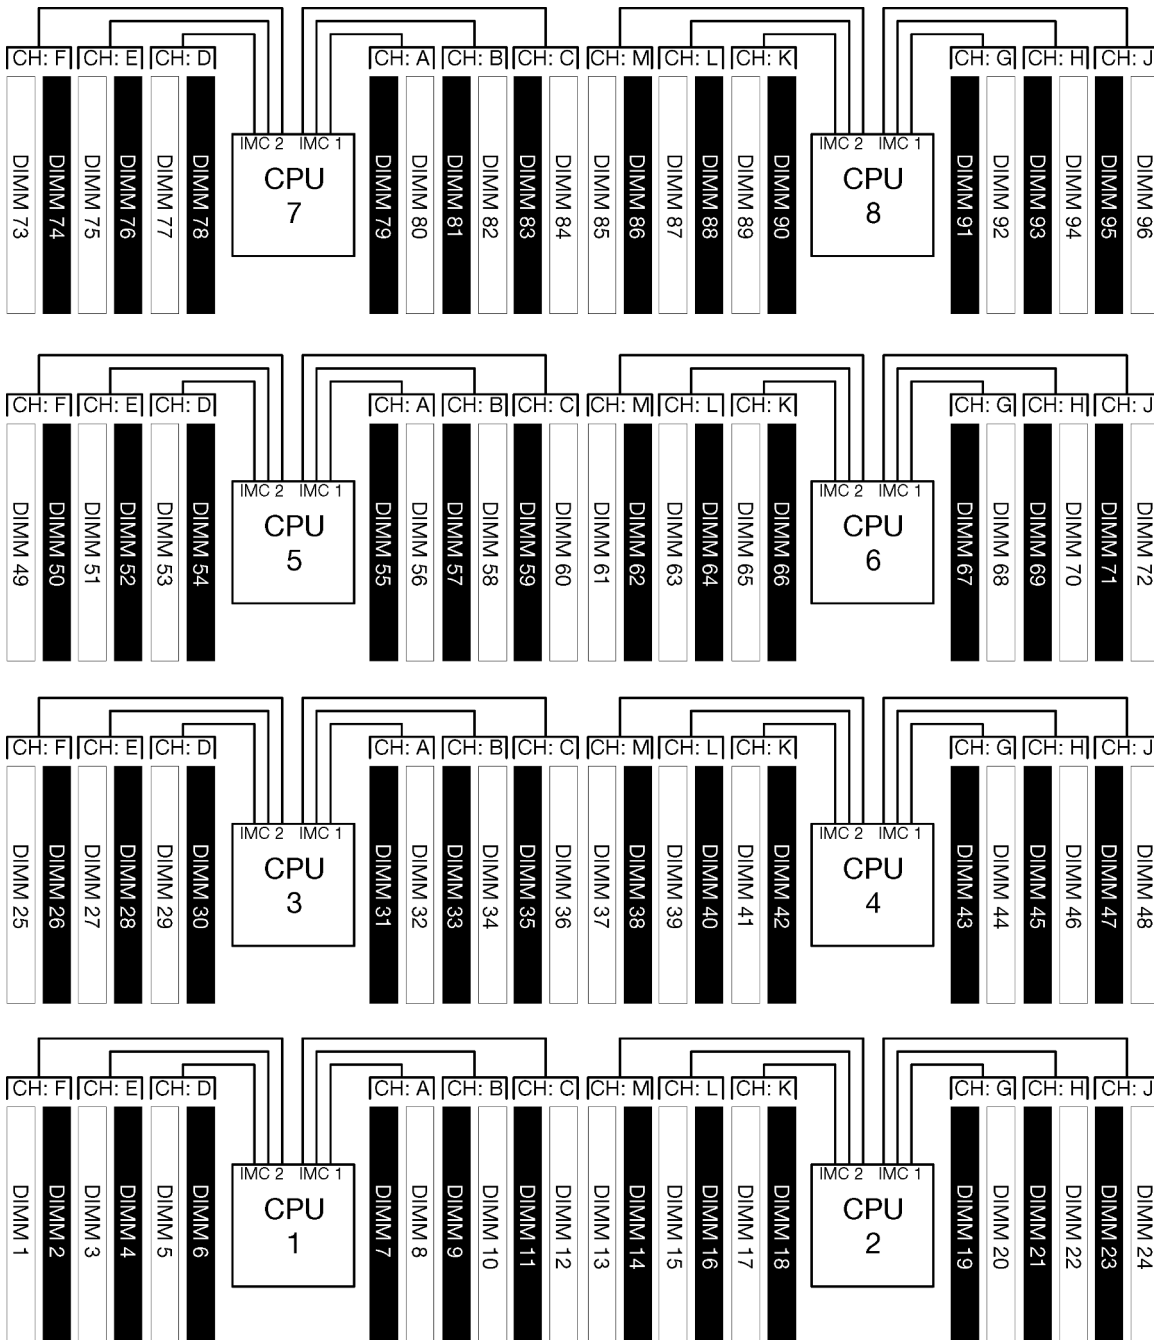 CH: F CH: E CH: D CH: A CH: B CH: C CH: M CH: L CH: K CH: G CH: H CH: J
IMC 2 IMC 1 IMC 2 IMC 1
CPU 7
CPU 8
DIMM 73
DIMM 74
DIMM 75
DIMM 76
DIMM 77
DIMM 78
DIMM 79
DIMM 80
DIMM 81
DIMM 82
DIMM 83
DIMM 84
DIMM 85
DIMM 86
DIMM 87
DIMM 88
DIMM 89
DIMM 90
DIMM 91
DIMM 92
DIMM 93
DIMM 94
DIMM 95
DIMM 96
CH: F CH: E CH: D CH: A CH: B CH: C CH: M CH: L CH: K CH: G CH: H CH: J
IMC 2 IMC 1 IMC 2 IMC 1
CPU 5
CPU 6
DIMM 49
DIMM 50
DIMM 51
DIMM 52
DIMM 53
DIMM 54
DIMM 55
DIMM 56
DIMM 57
DIMM 58
DIMM 59
DIMM 60
DIMM 61
DIMM 62
DIMM 63
DIMM 64
DIMM 65
DIMM 66
DIMM 67
DIMM 68
DIMM 69
DIMM 70
DIMM 71
DIMM 72
CH: F CH: E CH: D CH: A CH: B CH: C CH: M CH: L CH: K CH: G CH: H CH: J
IMC 2 IMC 1 IMC 2 IMC 1
CPU 3
CPU 4
DIMM 25
DIMM 26
DIMM 27
DIMM 28
DIMM 29
DIMM 30
DIMM 31
DIMM 32
DIMM 33
DIMM 34
DIMM 35
DIMM 36
DIMM 37
DIMM 38
DIMM 39
DIMM 40
DIMM 41
DIMM 42
DIMM 43
DIMM 44
DIMM 45
DIMM 46
DIMM 47
DIMM 48
CH: F CH: E CH: D CH: A CH: B CH: C CH: M CH: L CH: K CH: G CH: H CH: J
IMC 2 IMC 1 IMC 2 IMC 1
CPU 1
CPU 2
DIMM 1
DIMM 2
DIMM 3
DIMM 4
DIMM 5
DIMM 6
DIMM 7
DIMM 8
DIMM 9
DIMM 10
DIMM 11
DIMM 12
DIMM 13
DIMM 14
DIMM 15
DIMM 16
DIMM 17
DIMM 18
DIMM 19
DIMM 20
DIMM 21
DIMM 22
DIMM 23
DIMM 24